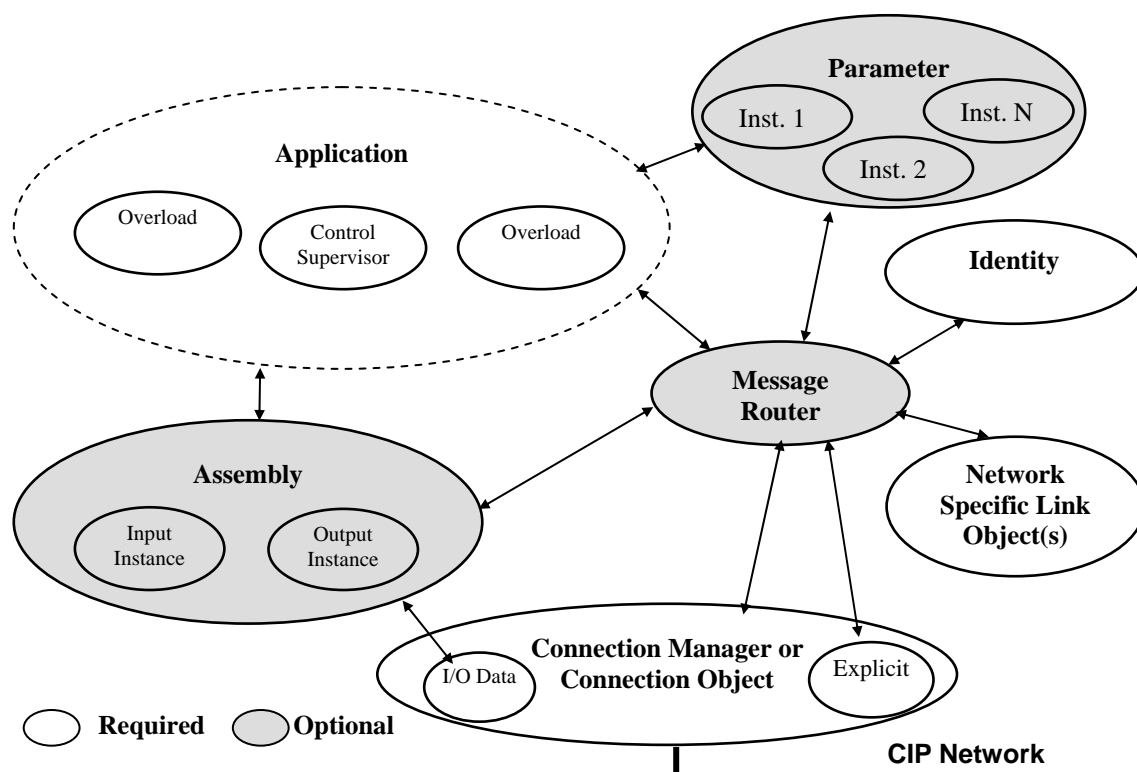 Parameter
Inst. 1
Inst. N
Inst. 2
Application
Overload
Control
Supervisor
Overload
Identity
Message
Router
Assembly
Input
Instance
Output
Instance
Network
Specific Link
Object(s)
Connection Manager or
Connection Object
I/O Data
Explicit
Required
Optional
CIP Network